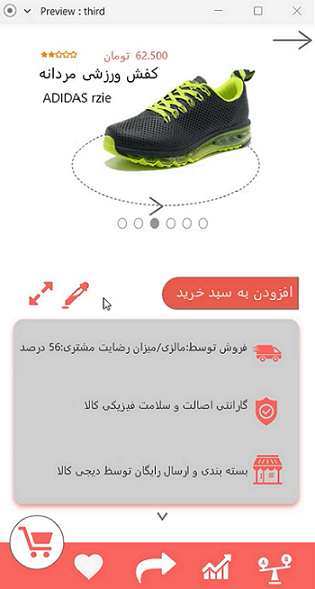 Preview : third
62.500 تومان
کفش ورزشی مردانه
ADIDAS rzie
افزودن به سبد خرید
فروش توسط:مالزی/میزان رضایت مشتری:56 درصد
گارانتی اصالت و سلامت فیزیکی کالا
بسته بندی و ارسال رایگان توسط دیجی کالا